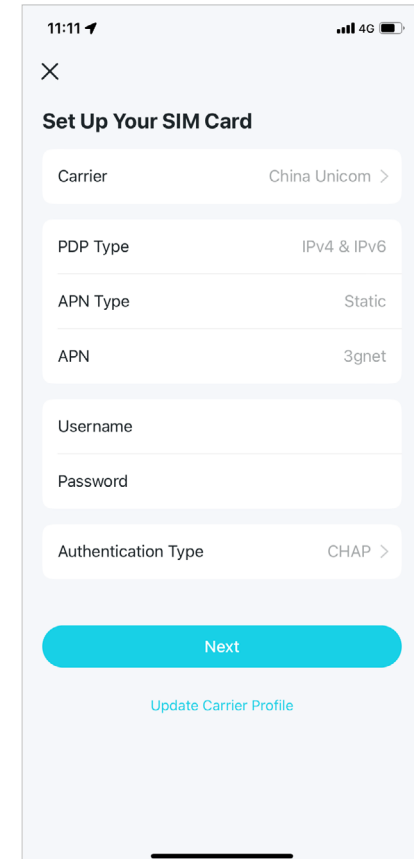 11:11 4G
Set Up Your SIM Card
Carrier China Unicom
PDP Type IPv4 & IPv6
APN Type Static
APN 3gnet
Username
Password
Authentication Type CHAP
Next
Update Carrier Profile